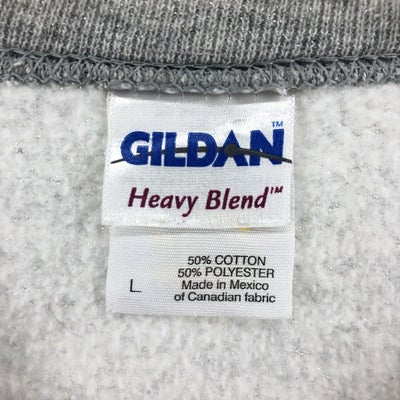 GILDAN™
Heavy Blend™
50% COTTON
50% POLYESTER
L
Made in Mexico
of Canadian fabric